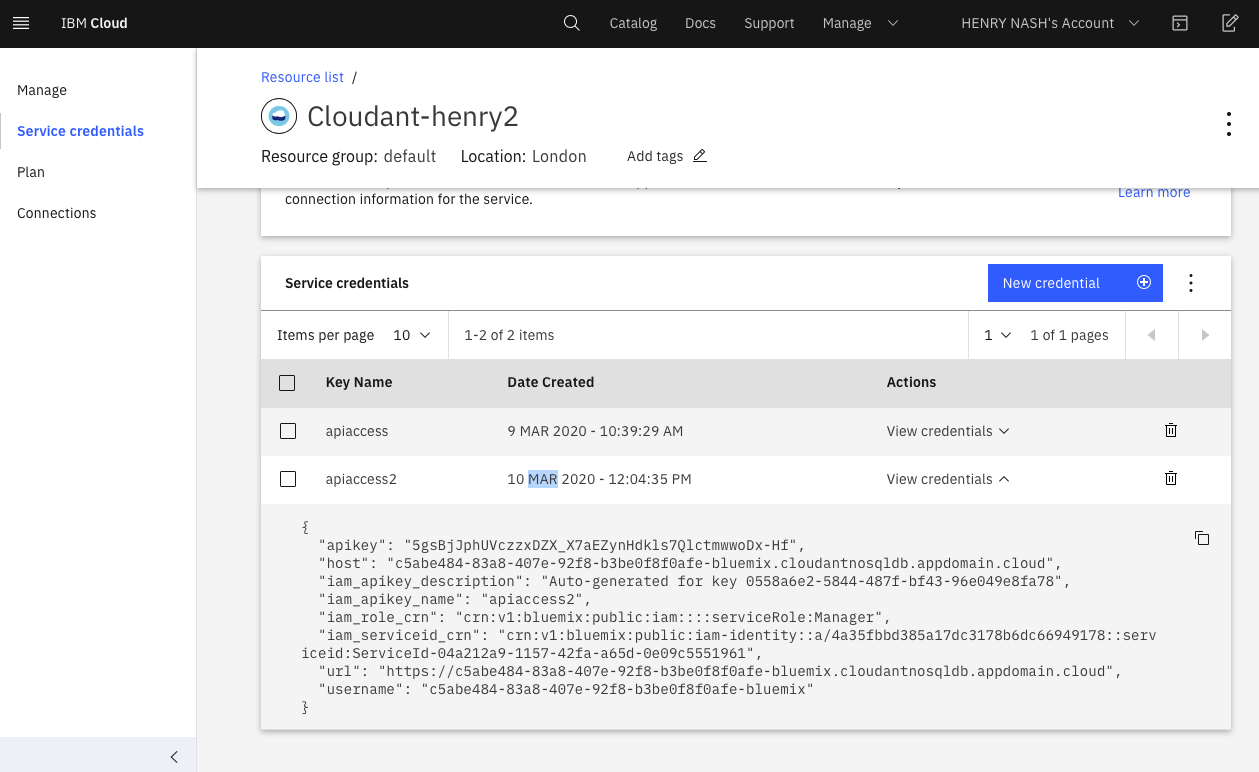 IBM Cloud
Catalog
Docs
Support
Manage
HENRY NASH's Account
Manage
Service credentials
Plan
Connections
Resource list /
Cloudant-henry2
Resource group: default
Location: London
Add tags
connection information for the service.
Learn more
Service credentials
New credential
Items per page 10
1-2 of 2 items
1
1 of 1 pages
Key Name Date Created Actions
apiaccess 9 MAR 2020 - 10:39:29 AM View credentials
apiaccess2 10 MAR 2020 - 12:04:35 PM View credentials
{
"apikey": "5gsBjJphUVczzxDZX_X7aEZynHdkls7QlctmwwoDx-Hf",
"host": "c5abe484-83a8-407e-92f8-b3be0f8f0afe-bluemix.cloudantnosqldb.appdomain.cloud",
"iam_apikey_description": "Auto-generated for key 0558a6e2-5844-487f-bf43-96e049e8fa78",
"iam_apikey_name": "apiaccess2",
"iam_role_crn": "crn:v1:bluemix:public:iam::::serviceRole:Manager",
"iam_serviceid_crn": "crn:v1:bluemix:public:iam-identity::a/4a35fbbd385a17dc3178b6dc66949178::serv
iceid:ServiceId-04a212a9-1157-42fa-a65d-0e09c5551961",
"url": "https://c5abe484-83a8-407e-92f8-b3be0f8f0afe-bluemix.cloudantnosqldb.appdomain.cloud",
"username": "c5abe484-83a8-407e-92f8-b3be0f8f0afe-bluemix"
}